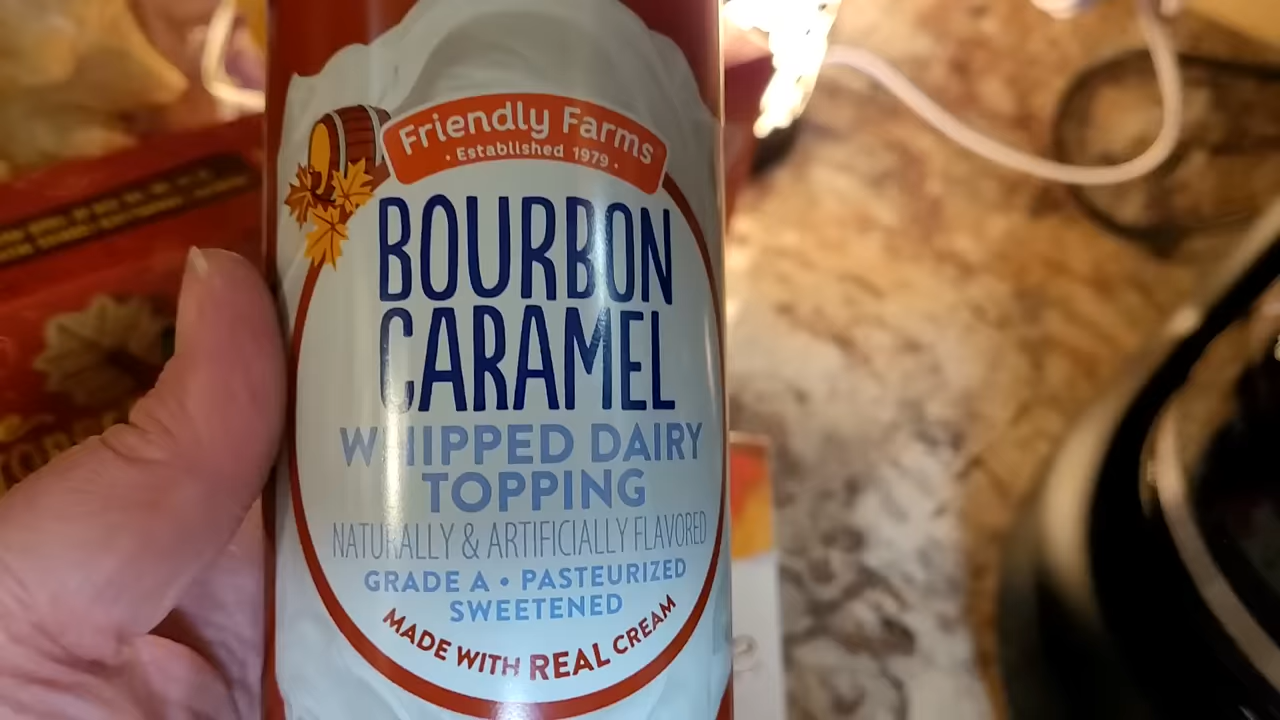 Friendly Farms
· Established 1979 ·
BOURBON
CARAMEL
WHIPPED DAIRY
TOPPING
NATURALLY & ARTIFICIALLY FLAVORED
GRADE A • PASTEURIZED
SWEETENED
MADE WITH REAL CREAM